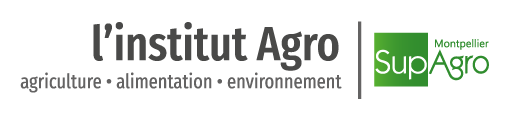 l’institut Agro
agriculture • alimentation • environnement
Montpellier
SupAgro